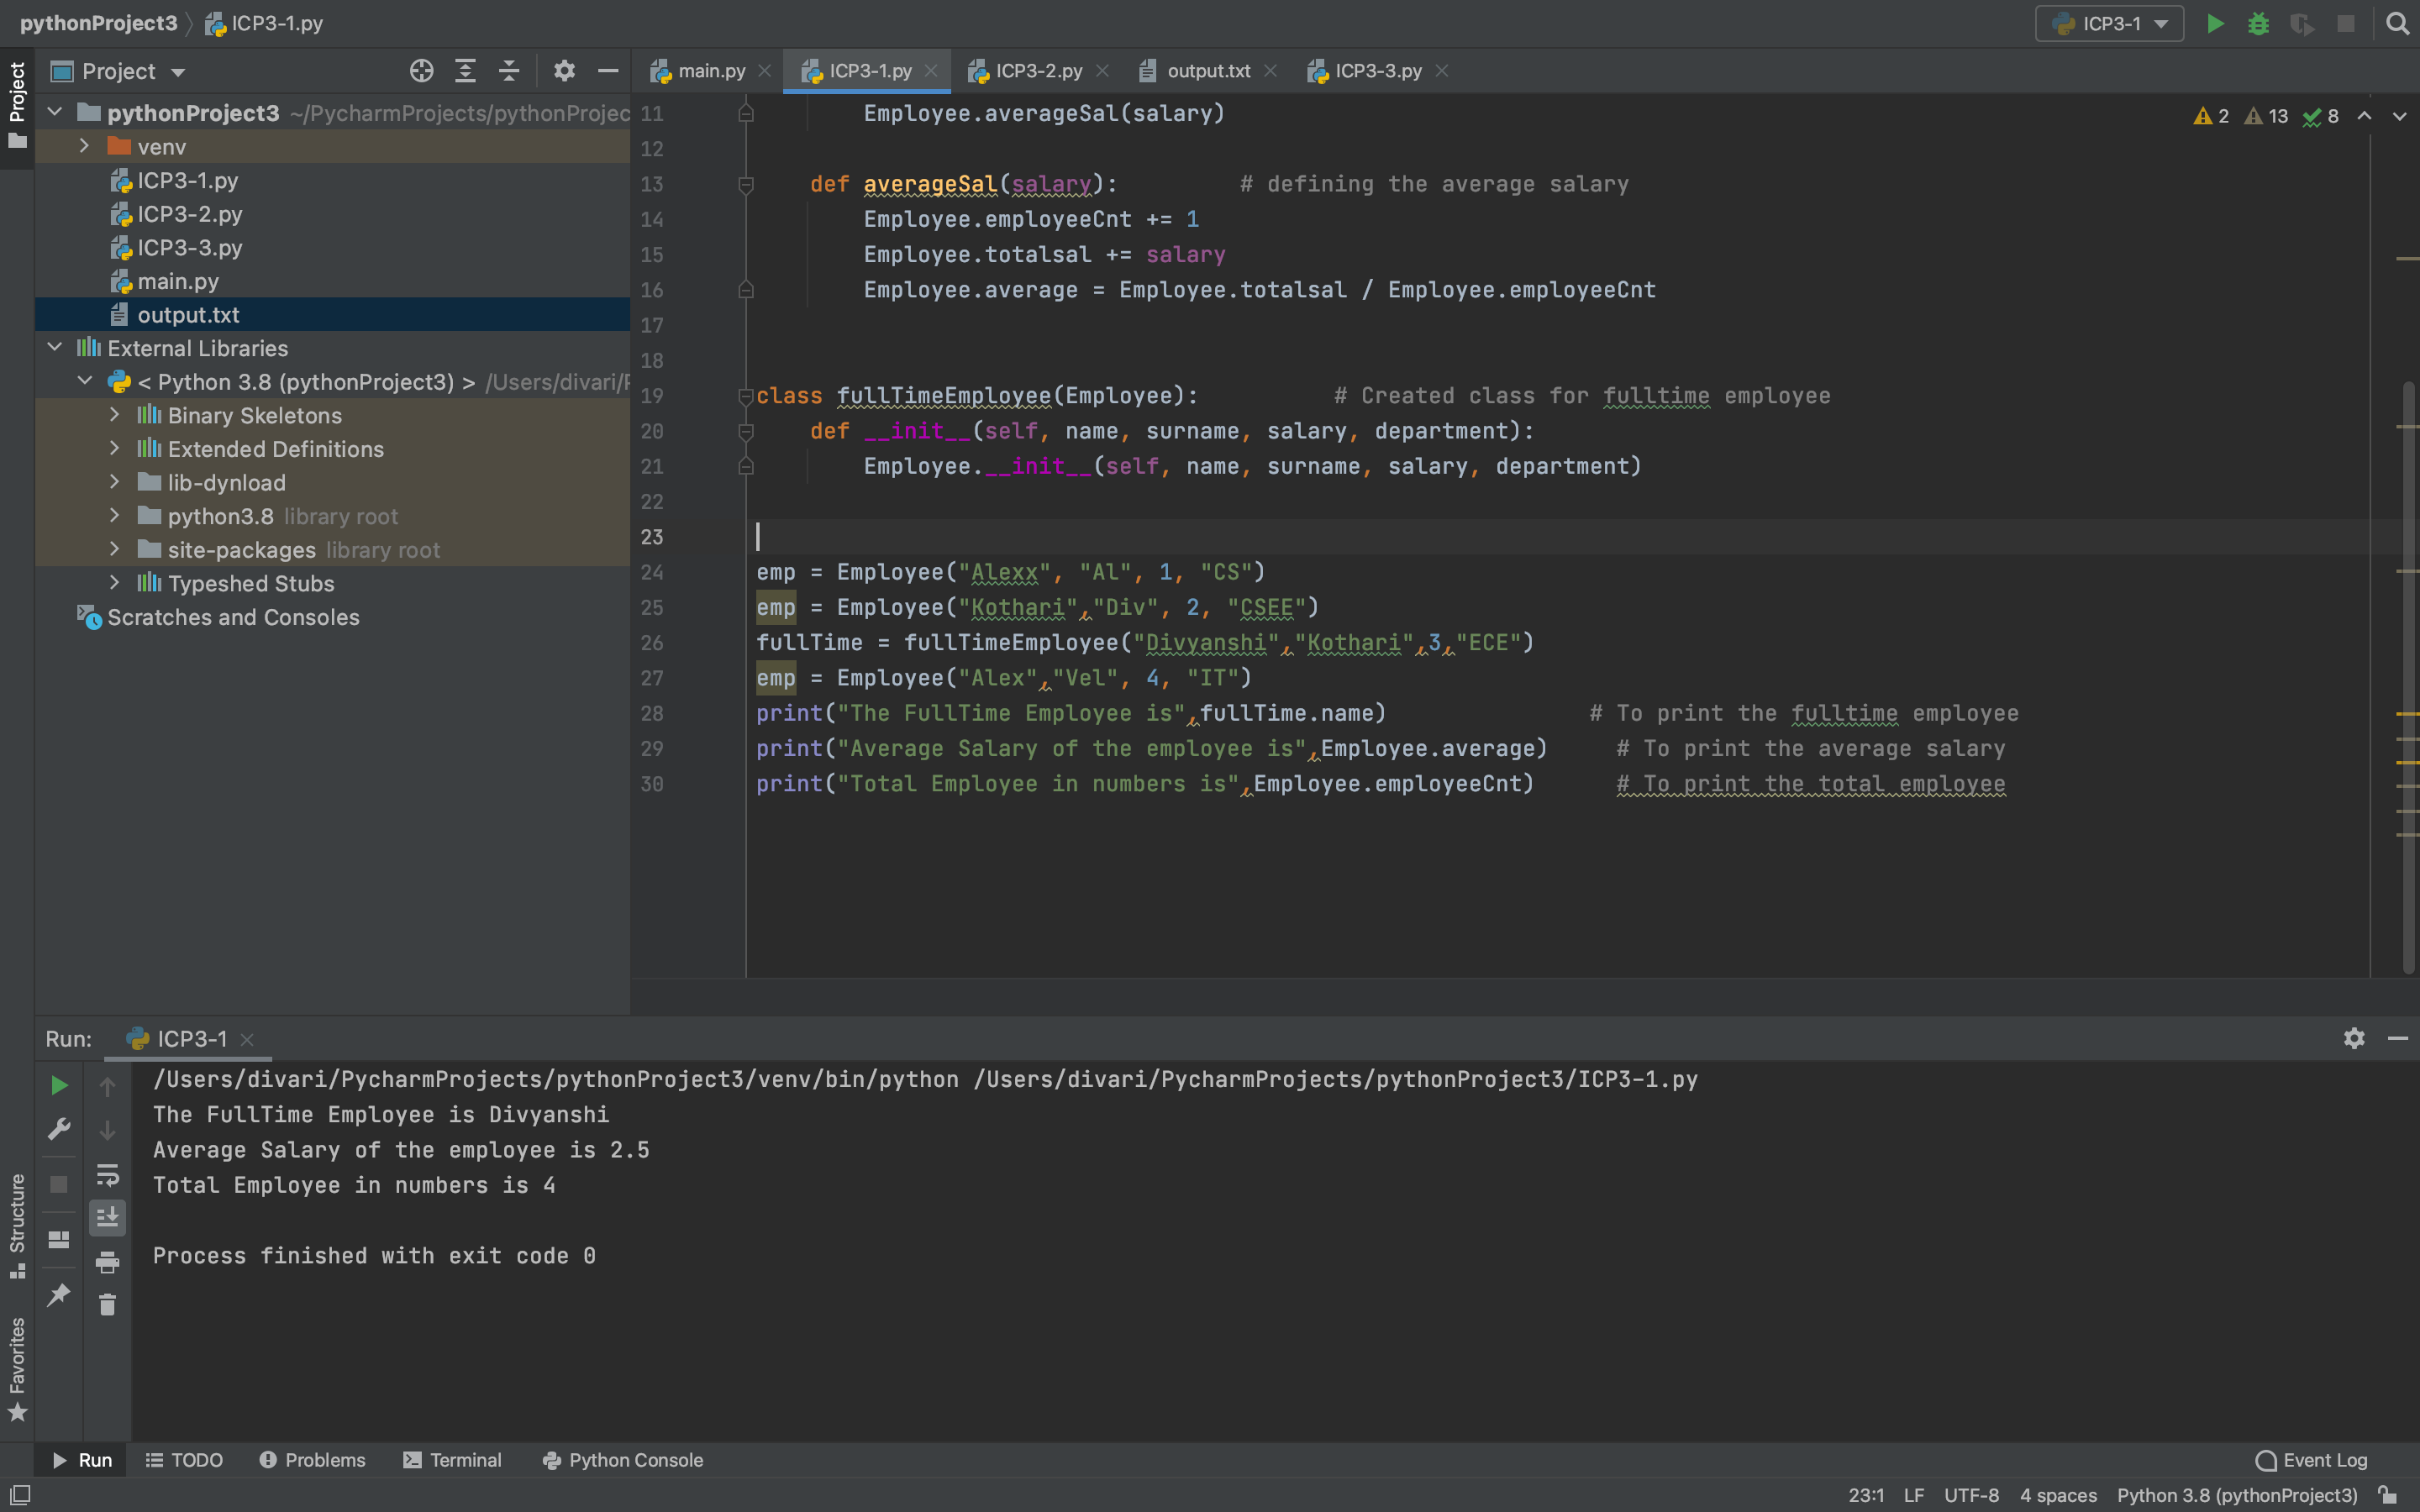 pythonProject3 ICP3-1.py
ICP3-1
Project
Project
main.py ICP3-1.py ICP3-2.py output.txt ICP3-3.py
pythonProject3 ~/PycharmProjects/pythonProjec
venv
ICP3-1.py
ICP3-2.py
ICP3-3.py
main.py
output.txt
External Libraries
< Python 3.8 (pythonProject3) > /Users/divari/P
Binary Skeletons
Extended Definitions
lib-dynload
python3.8 library root
site-packages library root
Typeshed Stubs
Scratches and Consoles
2 13 8
11 Employee.averageSal(salary)
12
13 def averageSal(salary): # defining the average salary
14 Employee.employeeCnt += 1
15 Employee.totalsal += salary
16 Employee.average = Employee.totalsal / Employee.employeeCnt
17
18
19 class fullTimeEmployee(Employee): # Created class for fulltime employee
20 def __init__(self, name, surname, salary, department):
21 Employee.__init__(self, name, surname, salary, department)
22
23
24 emp = Employee("Alexx", "Al", 1, "CS")
25 emp = Employee("Kothari","Div", 2, "CSEE")
26 fullTime = fullTimeEmployee("Divyanshi","Kothari",3,"ECE")
27 emp = Employee("Alex","Vel", 4, "IT")
28 print("The FullTime Employee is",fullTime.name) # To print the fulltime employee
29 print("Average Salary of the employee is",Employee.average) # To print the average salary
30 print("Total Employee in numbers is",Employee.employeeCnt) # To print the total employee
Run: ICP3-1
/Users/divari/PycharmProjects/pythonProject3/venv/bin/python /Users/divari/PycharmProjects/pythonProject3/ICP3-1.py
The FullTime Employee is Divyanshi
Average Salary of the employee is 2.5
Total Employee in numbers is 4
Process finished with exit code 0
Structure
Favorites
Run TODO Problems Terminal Python Console Event Log
23:1 LF UTF-8 4 spaces Python 3.8 (pythonProject3)